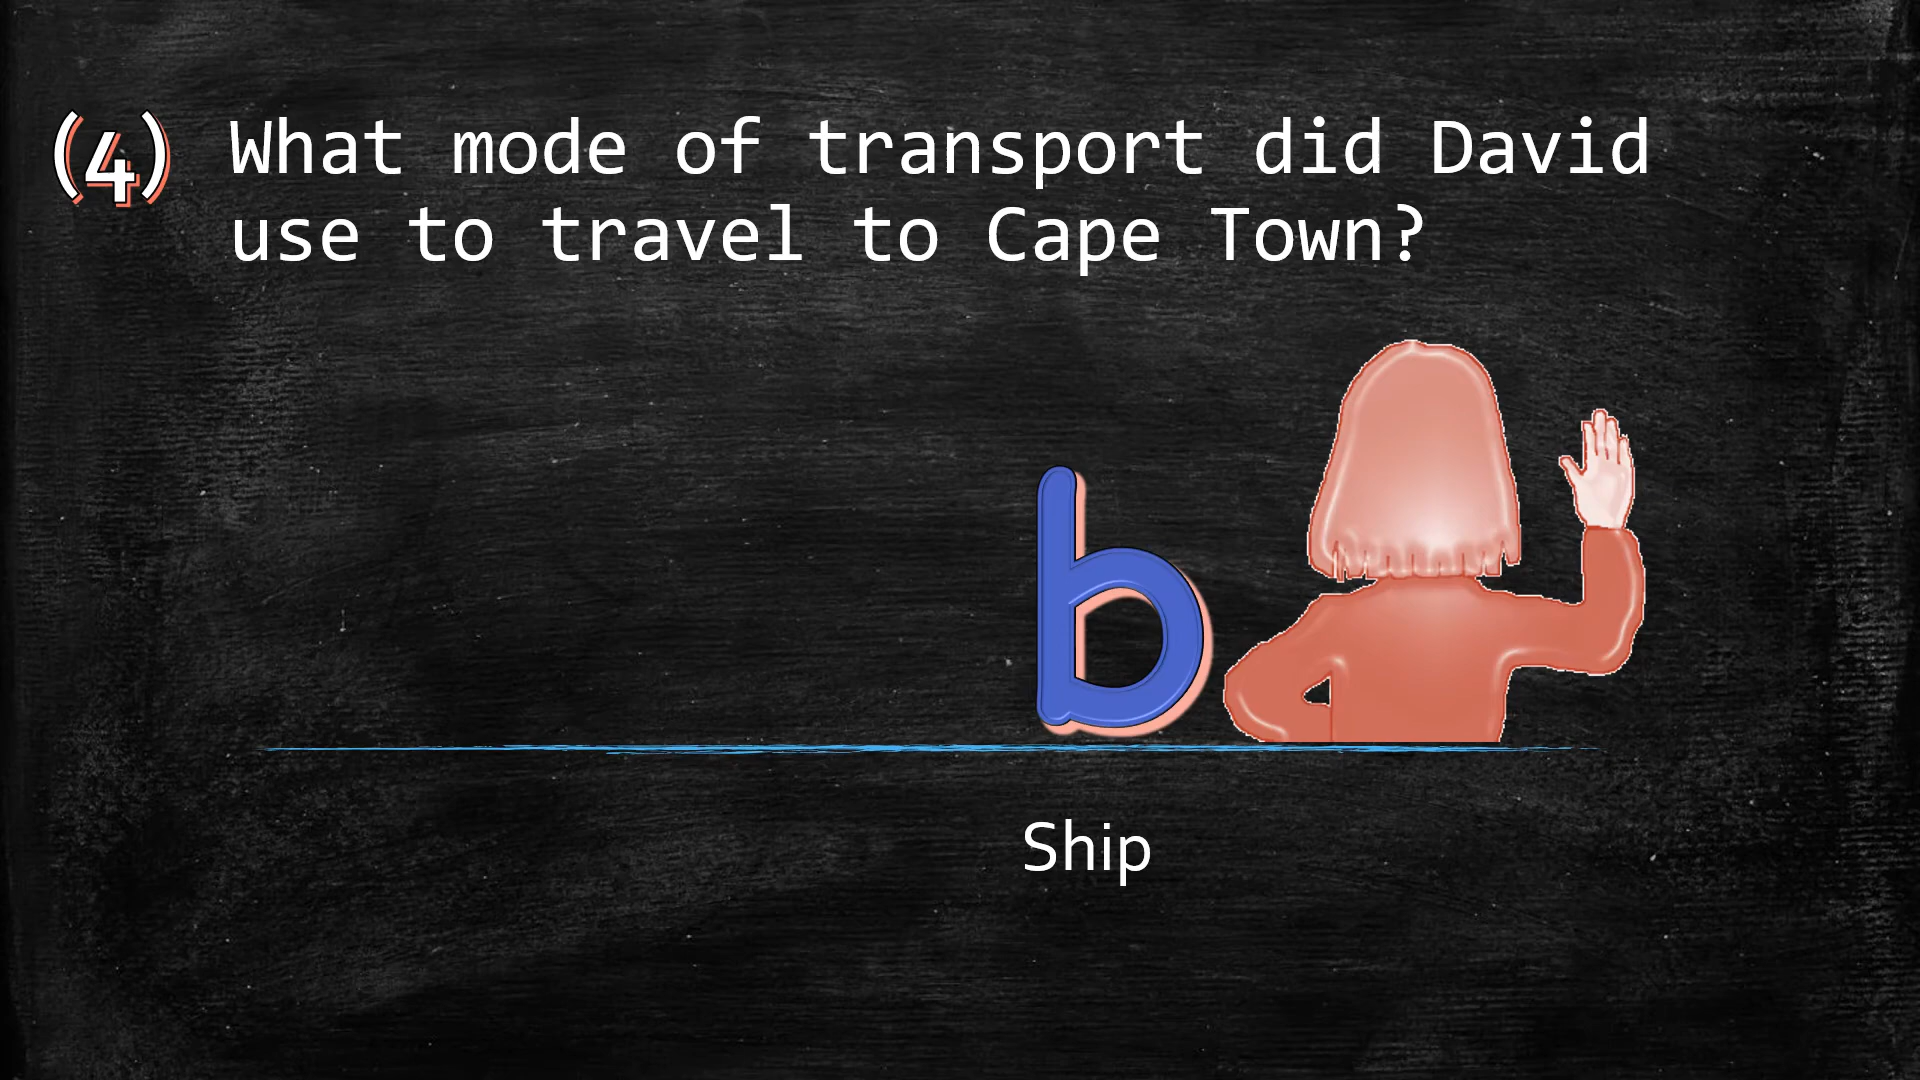 (4) What mode of transport did David
use to travel to Cape Town?
b
Ship